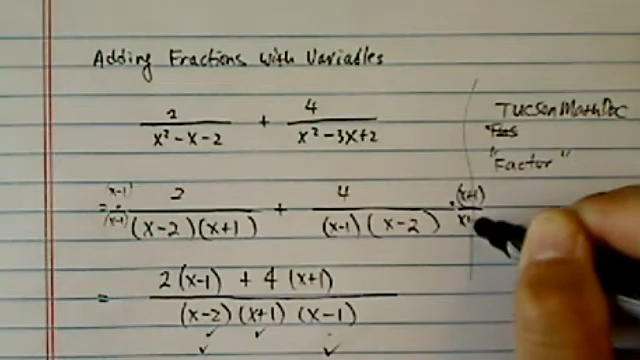 Adding Fractions with Variables
2 / (x² - x - 2) + 4 / (x² - 3x + 2)
TucsonMathDoc
"Factor"
= (x-1)/(x-1) · 2 / (x-2)(x+1) + 4 / (x-1)(x-2) · (x+1)
= 2(x-1) + 4(x+1) / (x-2)(x+1)(x-1)